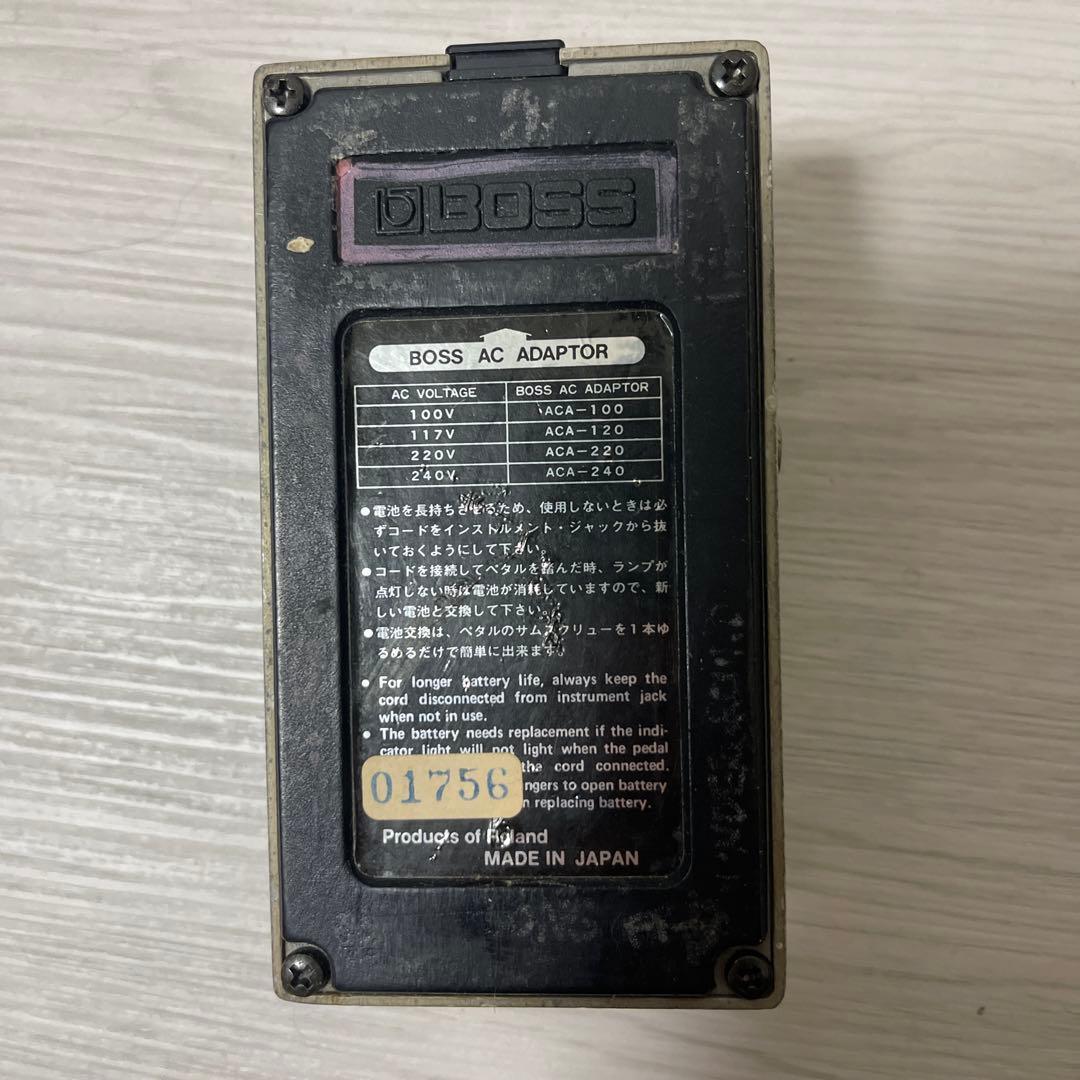 BOSS
BOSS AC ADAPTOR
AC VOLTAGE BOSS AC ADAPTOR
100V ACA-100
117V ACA-120
220V ACA-220
240V ACA-240
●電池を長持ちさせるため、使用しないときは必
ずコードをインストルメント・ジャックから抜
いておくようにして下さい。
●コードを接続してペタルを踏んだ時、ランプが
点灯しない時は電池が消耗していますので、新
しい電池と交換して下さい。
●電池交換は、ペタルのサムスクリューを1本ゆ
るめるだけで簡単に出来ます。
● For longer battery life, always keep the
cord disconnected from instrument jack
when not in use.
● The battery needs replacement if the indi-
cator light will not light when the pedal
the cord connected.
ngers to open battery
replacing battery.
01756
Products of Roland
MADE IN JAPAN